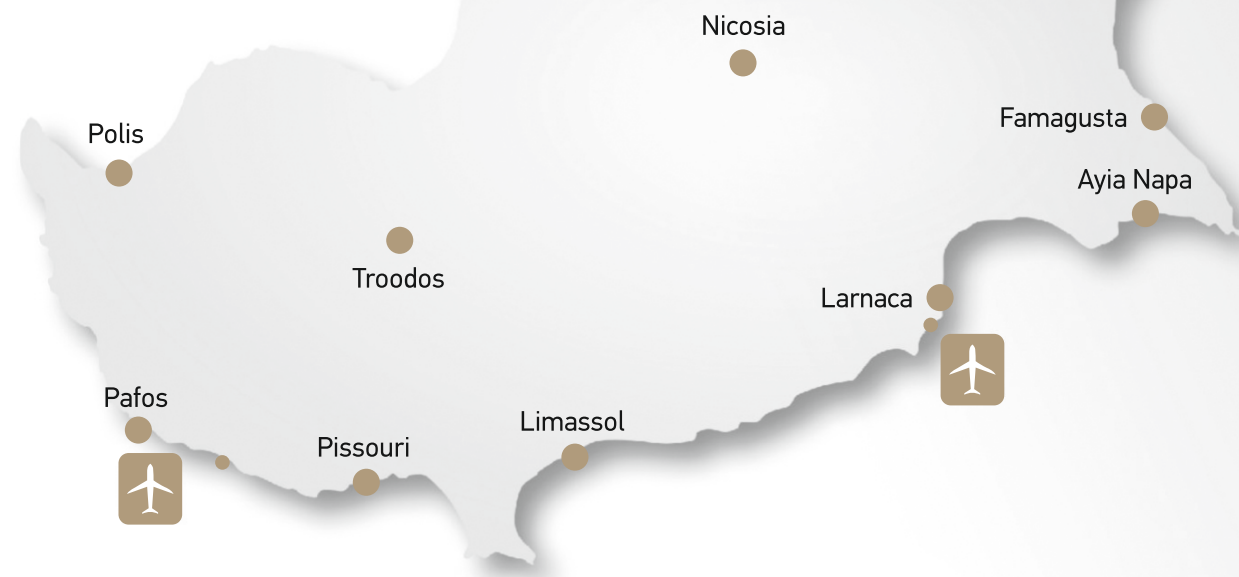 Nicosia
Famagusta
Polis
Ayia Napa
Troodos
Larnaca
Pafos
Limassol
Pissouri